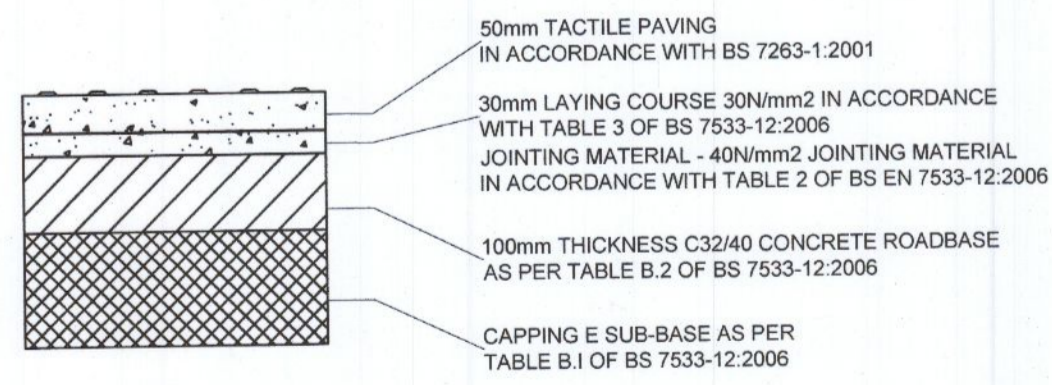 50mm TACTILE PAVING
IN ACCORDANCE WITH BS 7263-1:2001
30mm LAYING COURSE 30N/mm2 IN ACCORDANCE
WITH TABLE 3 OF BS 7533-12:2006
JOINTING MATERIAL - 40N/mm2 JOINTING MATERIAL
IN ACCORDANCE WITH TABLE 2 OF BS EN 7533-12:2006
100mm THICKNESS C32/40 CONCRETE ROADBASE
AS PER TABLE B.2 OF BS 7533-12:2006
CAPPING E SUB-BASE AS PER
TABLE B.I OF BS 7533-12:2006